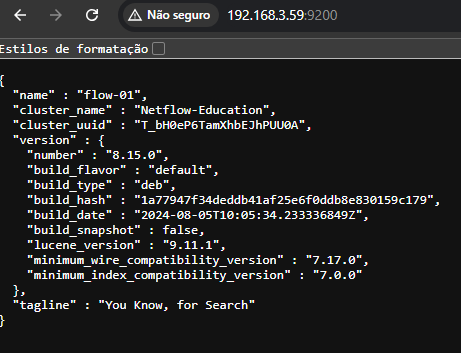 Não seguro 192.168.3.59:9200
Estilos de formatação
{
  "name" : "flow-01",
  "cluster_name" : "Netflow-Education",
  "cluster_uuid" : "T_bH0eP6TamXhbEJhPUU0A",
  "version" : {
    "number" : "8.15.0",
    "build_flavor" : "default",
    "build_type" : "deb",
    "build_hash" : "1a77947f34deddb41af25e6f0ddb8e830159c179",
    "build_date" : "2024-08-05T10:05:34.233336849Z",
    "build_snapshot" : false,
    "lucene_version" : "9.11.1",
    "minimum_wire_compatibility_version" : "7.17.0",
    "minimum_index_compatibility_version" : "7.0.0"
  },
  "tagline" : "You Know, for Search"
}